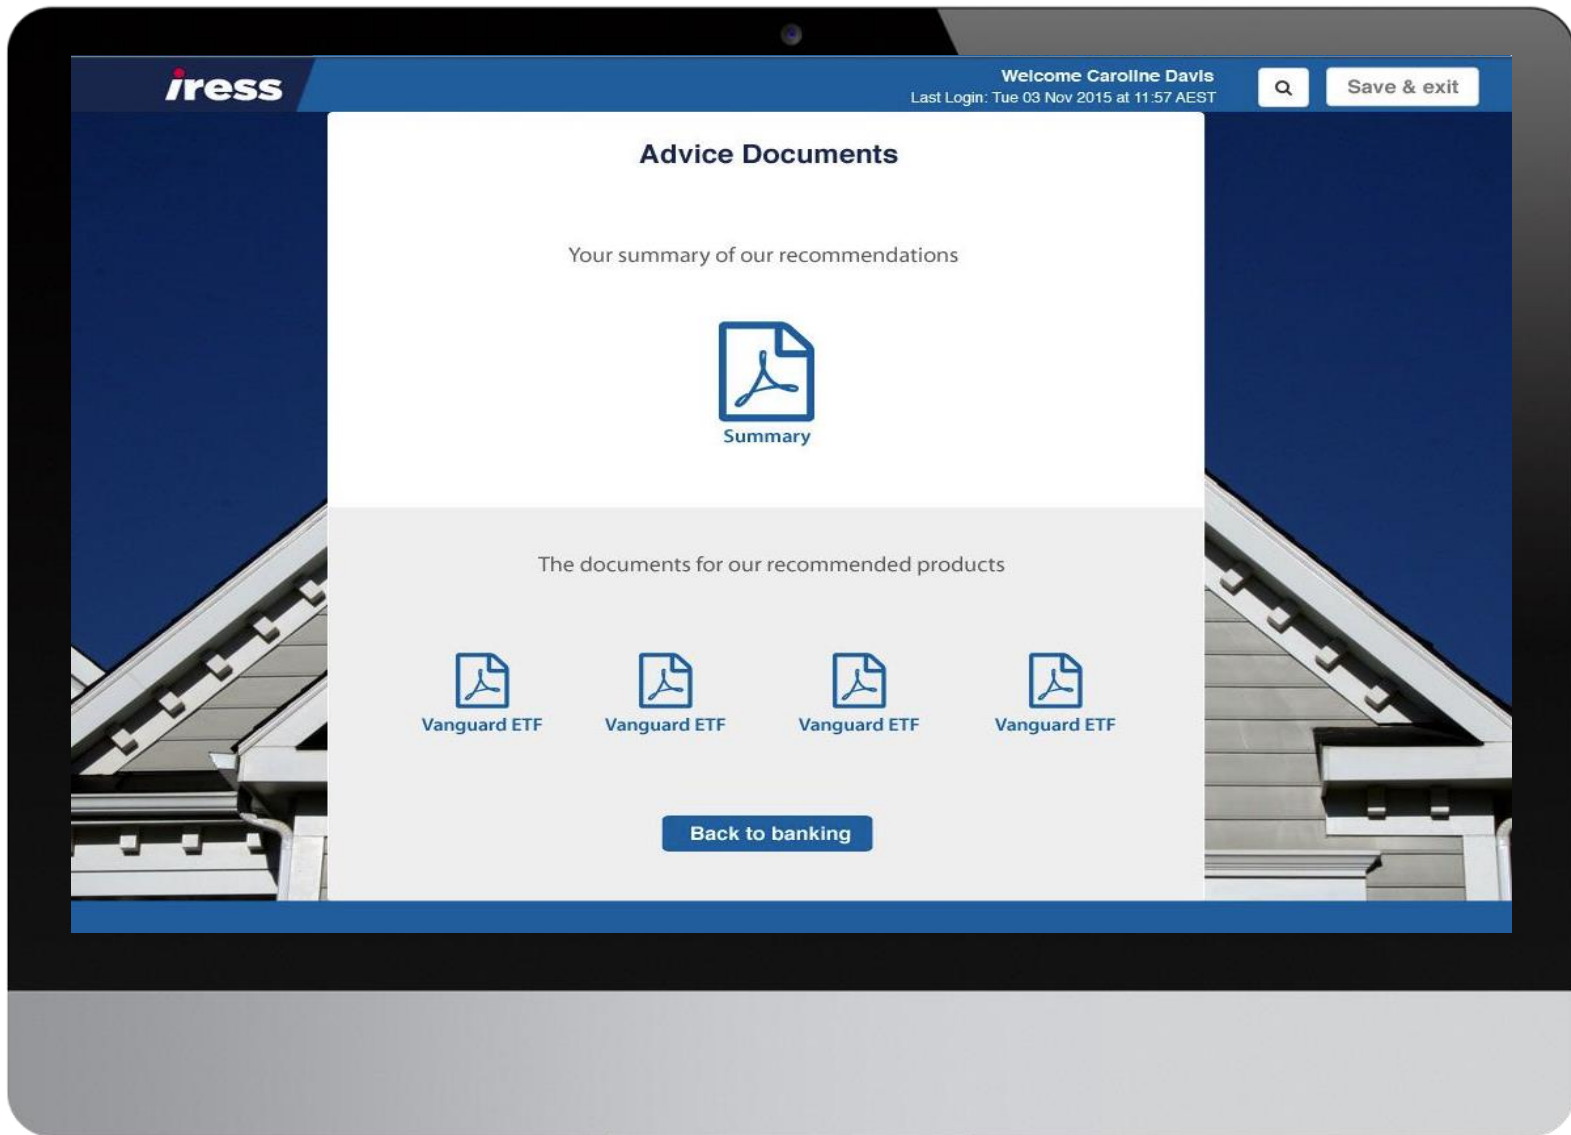 iress
Welcome Caroline Davis
Last Login: Tue 03 Nov 2015 at 11:57 AEST
Save & exit
Advice Documents
Your summary of our recommendations
Summary
The documents for our recommended products
Vanguard ETF
Vanguard ETF
Vanguard ETF
Vanguard ETF
Back to banking